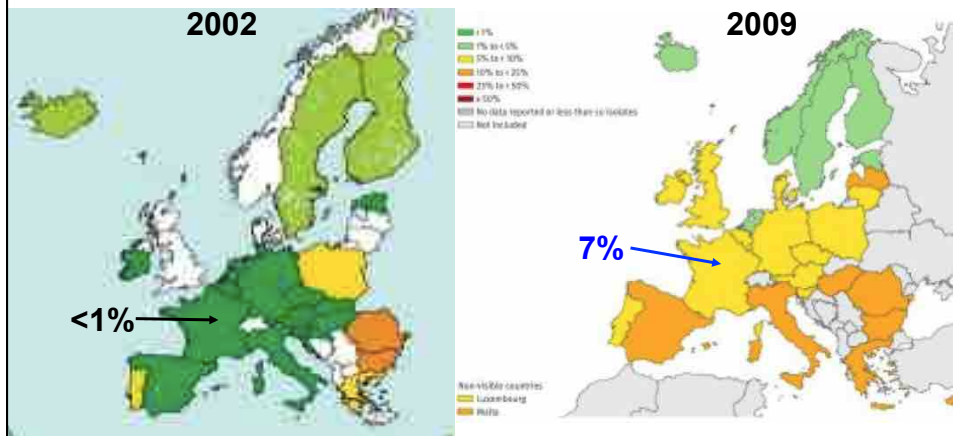 2002
<1%
2009
< 1%
1% to < 5%
5% to < 10%
10% to < 25%
25% to < 50%
≥ 50%
No data reported or less than 10 isolates
Not included
7%
Non-visible countries
Luxembourg
Malta